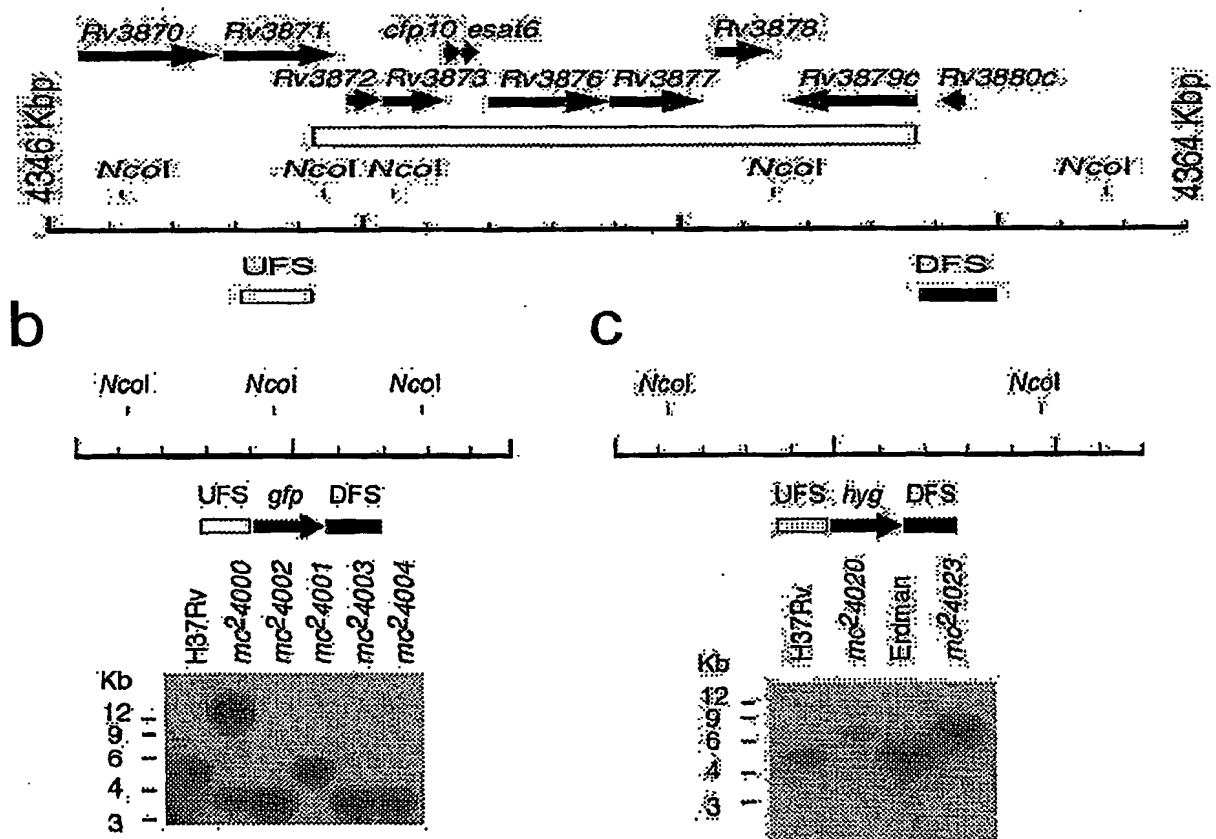 Rv3870 Rv3871 cfp10 esat6 Rv3878
Rv3872 Rv3873 Rv3876 Rv3877 Rv3879c Rv3880c
4346 Kbp
4364 Kbp
NcoI NcoI NcoI NcoI NcoI
UFS DFS
b
NcoI NcoI NcoI
UFS gfp DFS
H37Rv
mc²4000
mc²4002
mc²4001
mc²4003
mc²4004
Kb
12
9
6
4
3
c
NcoI NcoI
UFS hyg DFS
H37Rv
mc²4020
Erdman
mc²4023
Kb
12
9
6
4
3